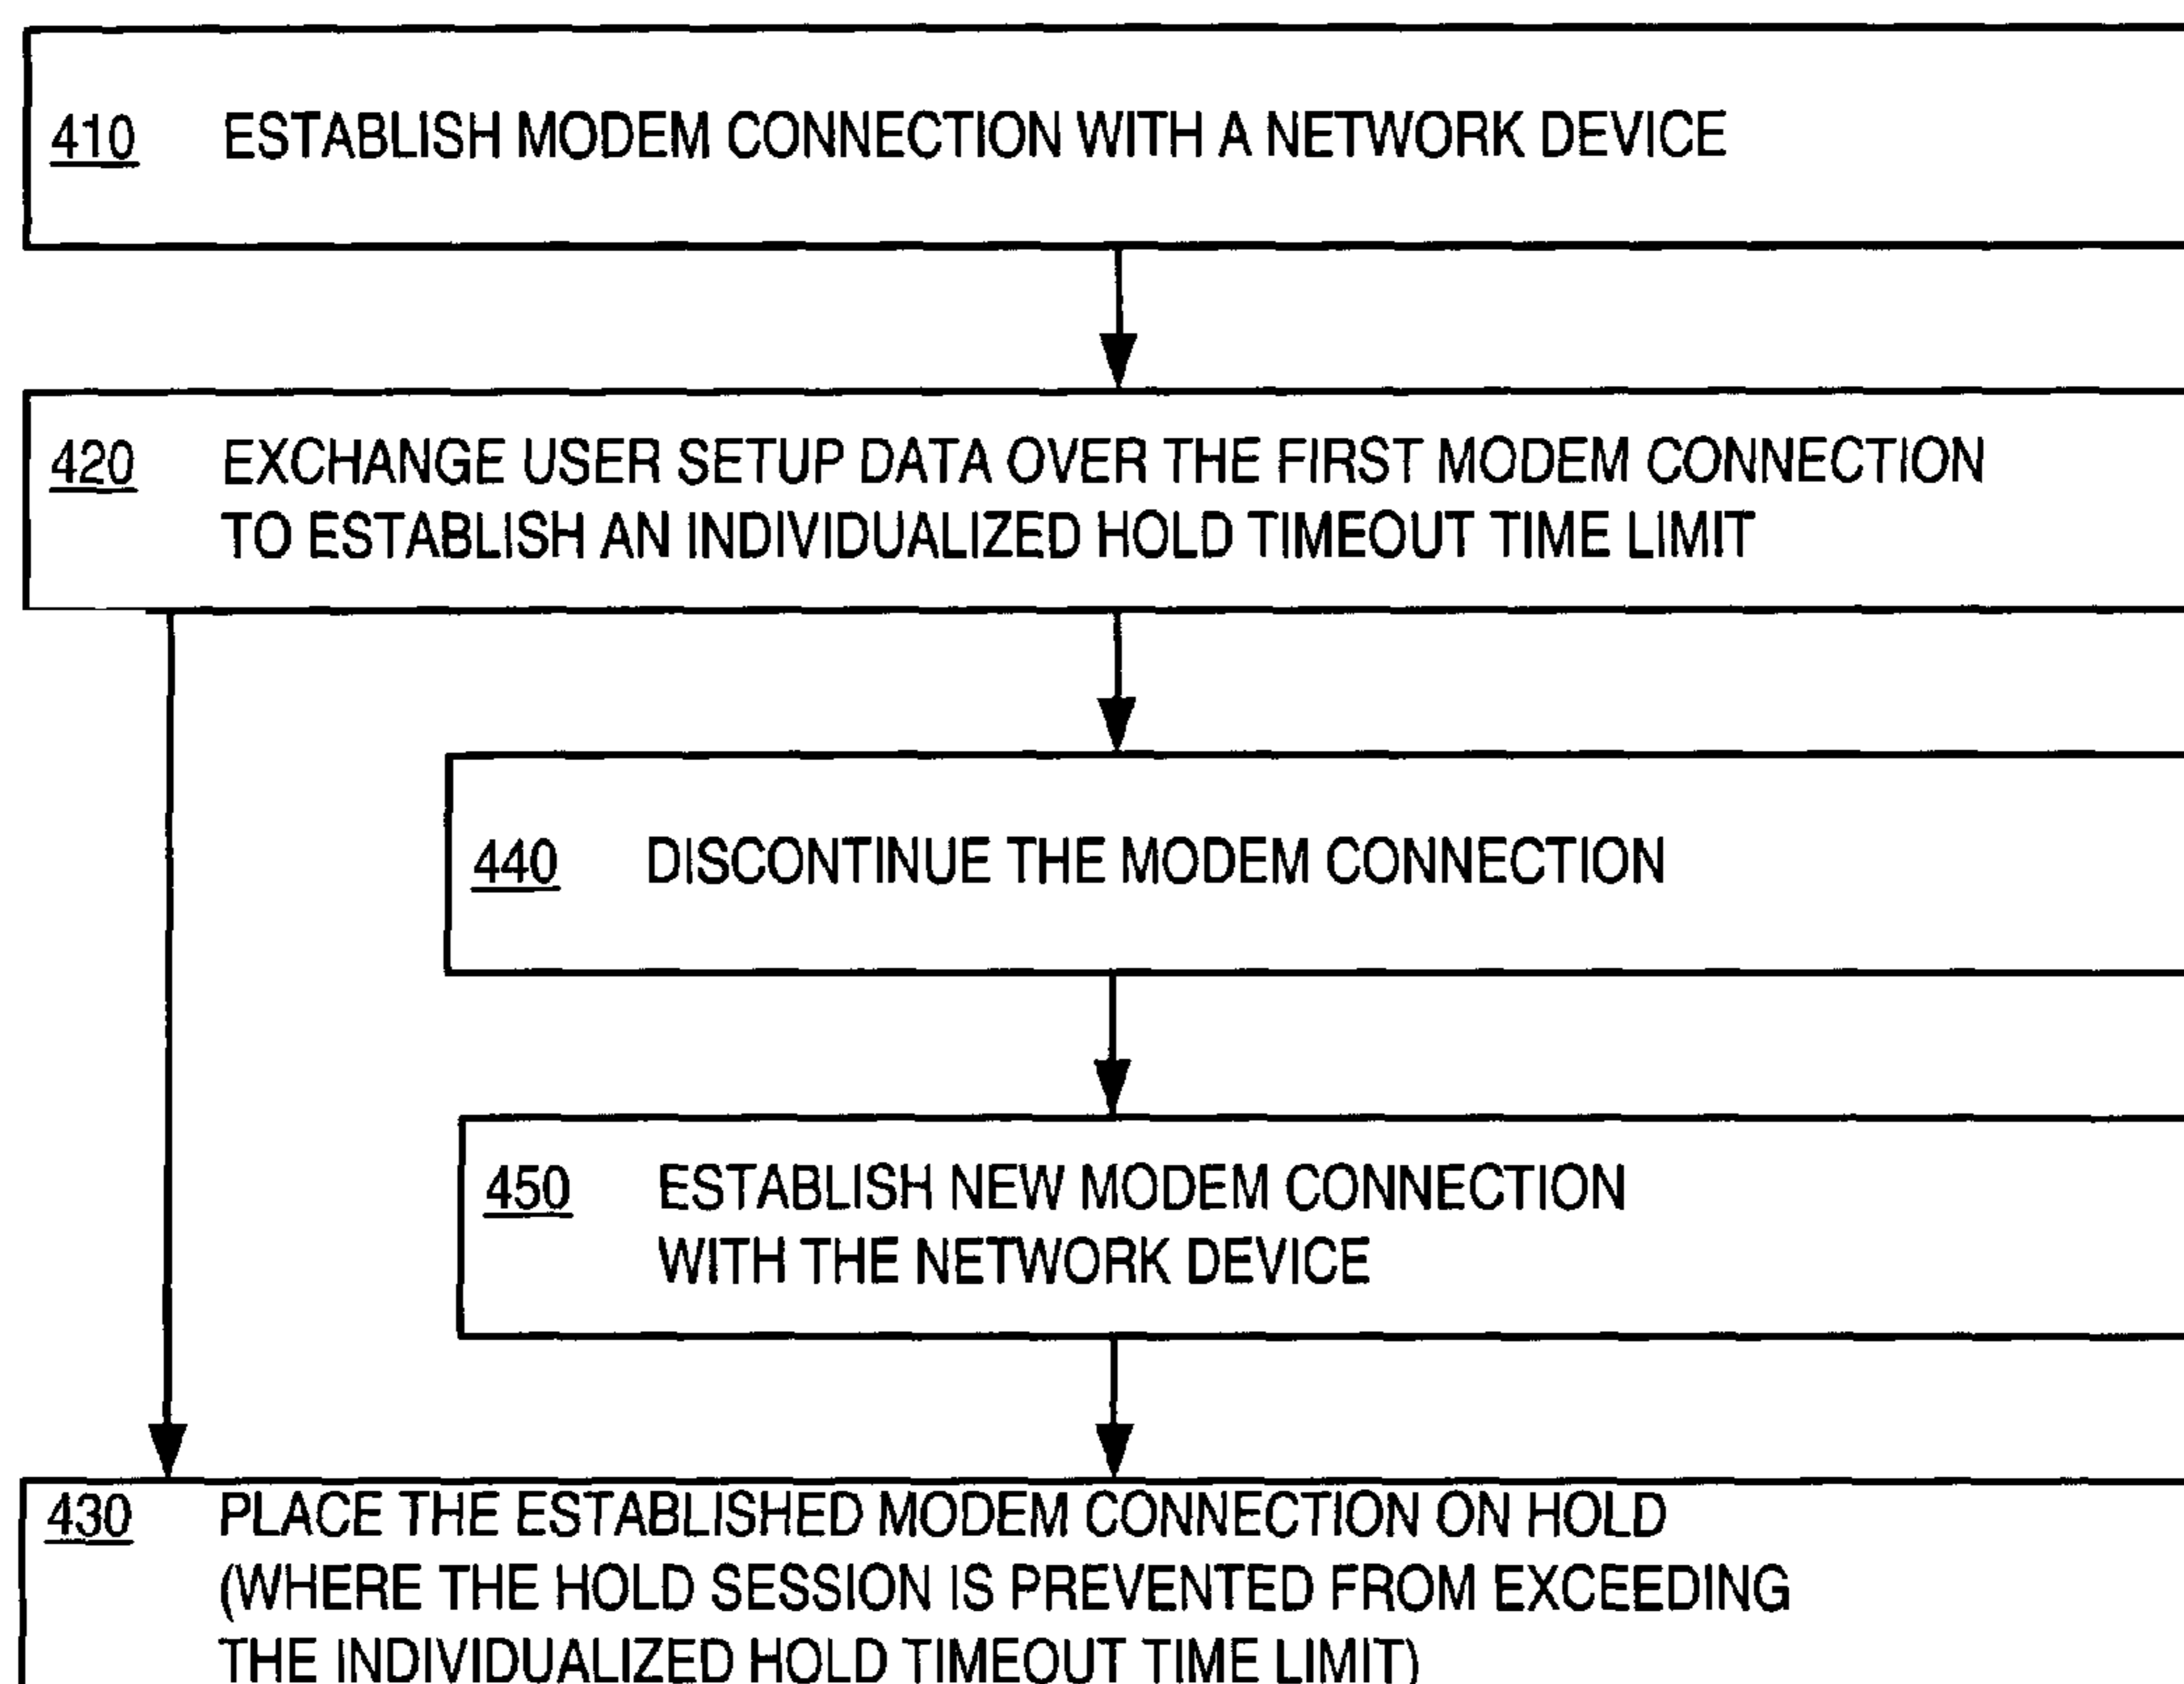 410 ESTABLISH MODEM CONNECTION WITH A NETWORK DEVICE
420 EXCHANGE USER SETUP DATA OVER THE FIRST MODEM CONNECTION
TO ESTABLISH AN INDIVIDUALIZED HOLD TIMEOUT TIME LIMIT
440 DISCONTINUE THE MODEM CONNECTION
450 ESTABLISH NEW MODEM CONNECTION
WITH THE NETWORK DEVICE
430 PLACE THE ESTABLISHED MODEM CONNECTION ON HOLD
(WHERE THE HOLD SESSION IS PREVENTED FROM EXCEEDING
THE INDIVIDUALIZED HOLD TIMEOUT TIME LIMIT)